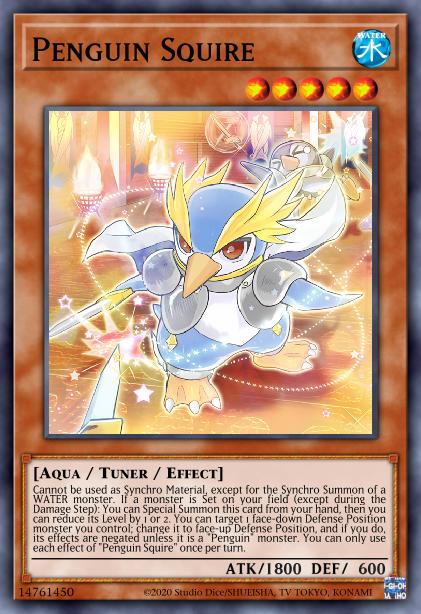 Penguin Squire
WATER
水
[Aqua / Tuner / Effect]
Cannot be used as Synchro Material, except for the Synchro Summon of a
WATER monster. If a monster is Set on your field (except during the
Damage Step): You can Special Summon this card from your hand, then you
can reduce its Level by 1 or 2. You can target 1 face-down Defense Position
monster you control; change it to face-up Defense Position, and if you do,
its effects are negated unless it is a "Penguin" monster. You can only use
each effect of "Penguin Squire" once per turn.
ATK/1800 DEF/ 600
14761450
©2020 Studio Dice/SHUEISHA, TV TOKYO, KONAMI